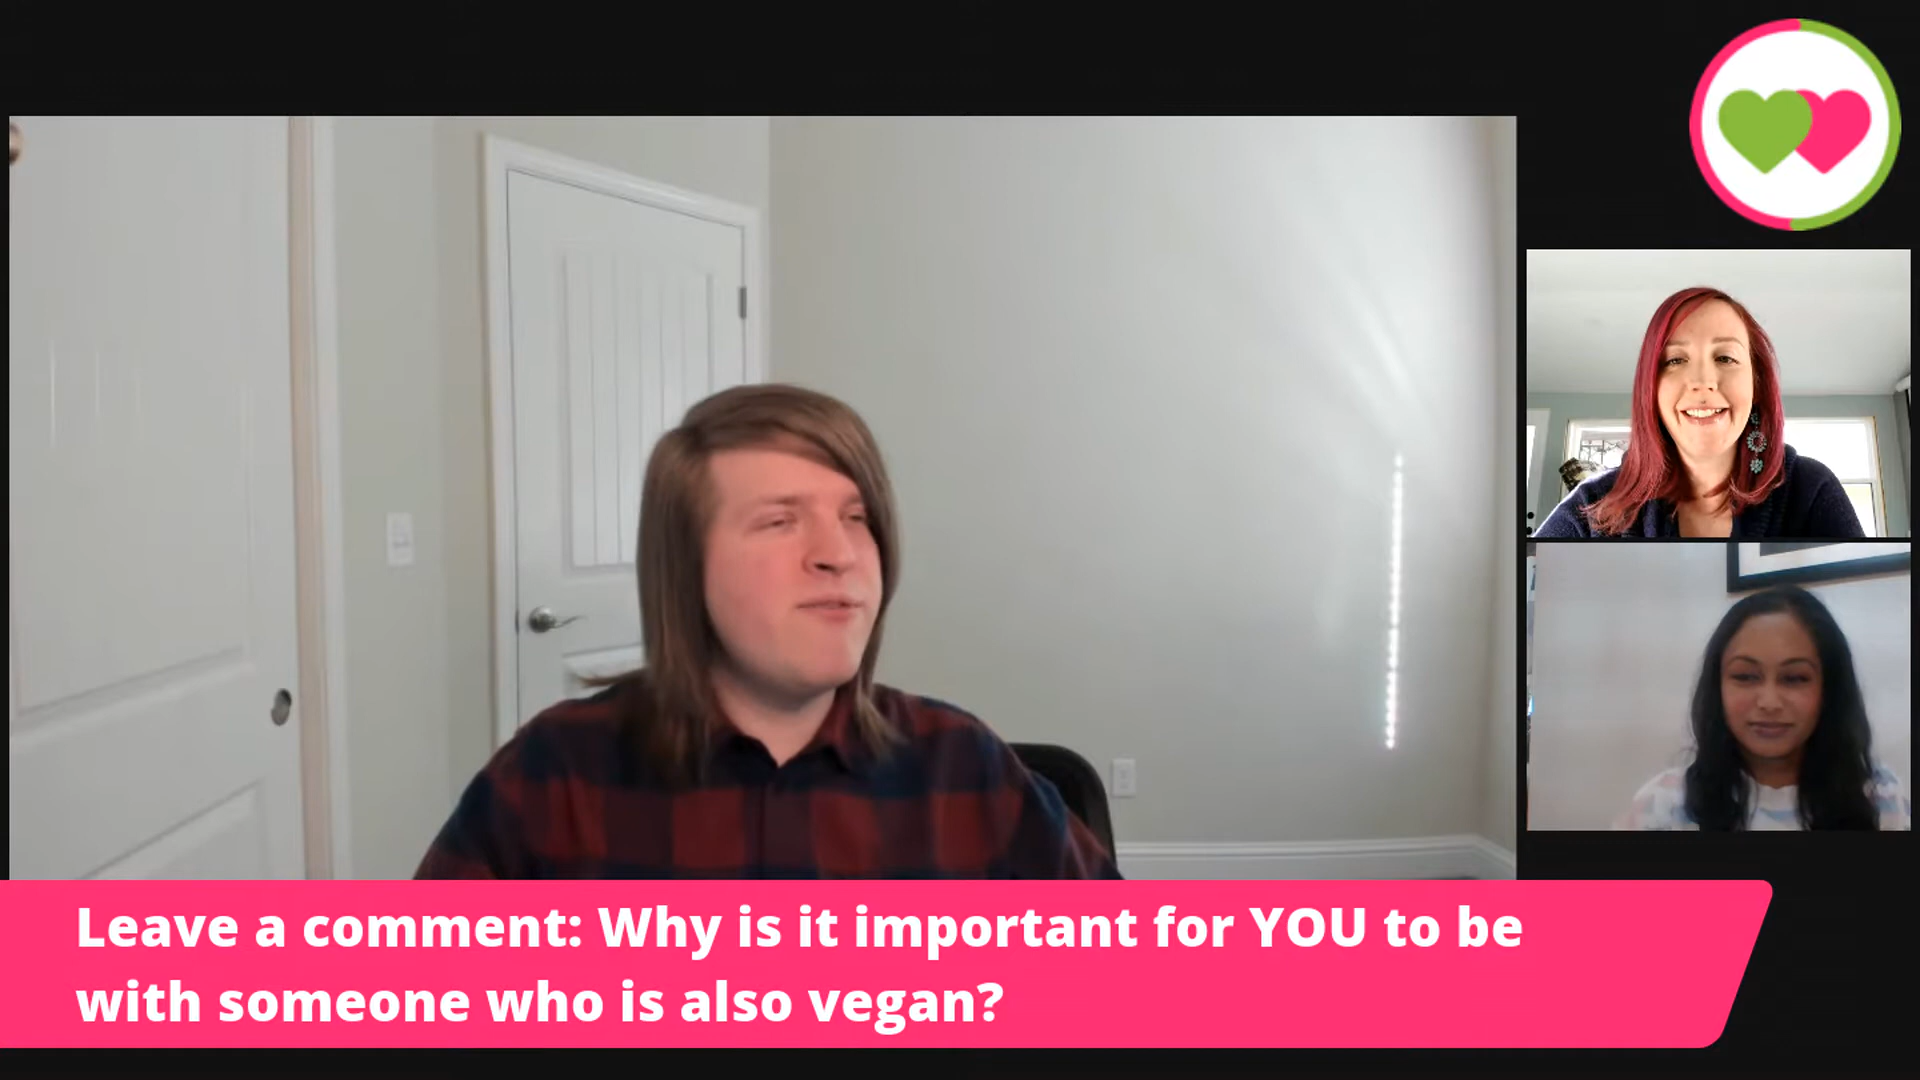 Leave a comment: Why is it important for YOU to be
with someone who is also vegan?